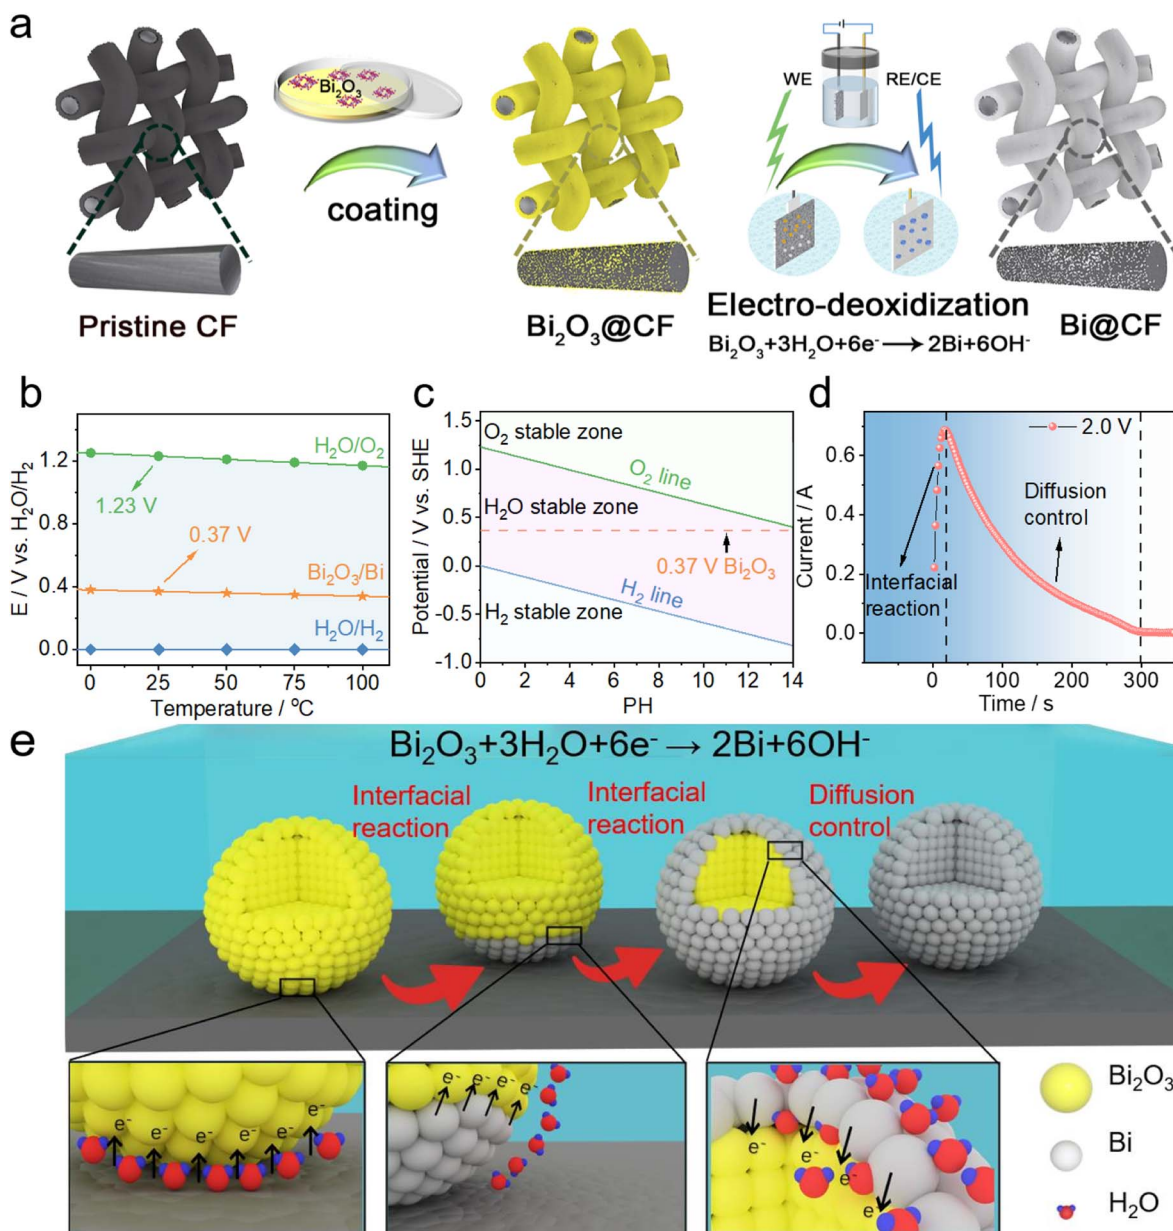 a
Bi₂O₃
WE
RE/CE
coating
Pristine CF
Bi₂O₃@CF
Electro-deoxidization
Bi₂O₃+3H₂O+6e⁻→2Bi+6OH⁻
Bi@CF
b
E / V vs. H₂O/H₂
1.2
0.8
0.4
0.0
H₂O/O₂
1.23 V
0.37 V
Bi₂O₃/Bi
H₂O/H₂
0
25
50
75
100
Temperature / ºC
c
Potential / V vs. SHE
1.5
1.0
0.5
0.0
-0.5
-1.0
O₂ stable zone
O₂ line
H₂O stable zone
0.37 V Bi₂O₃
H₂ line
H₂ stable zone
0
2
4
6
8
10
12
14
PH
d
Current / A
0.6
0.4
0.2
0.0
2.0 V
Diffusion
control
Interfacial
reaction
0
100
200
300
Time / s
e
Bi₂O₃+3H₂O+6e⁻→ 2Bi+6OH⁻
Interfacial
reaction
Interfacial
reaction
Diffusion
control
e⁻
e⁻
e⁻
e⁻
e⁻
e⁻
e⁻
e⁻
e⁻
e⁻
e⁻
e⁻
e⁻
e⁻
Bi₂O₃
Bi
H₂O